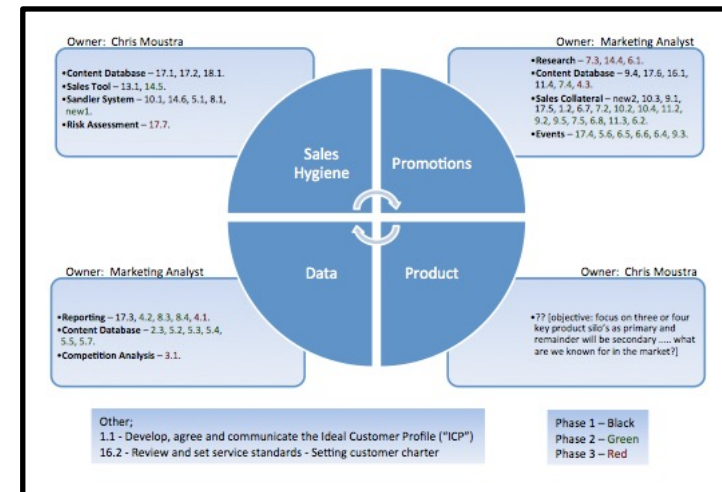 Owner: Chris Moustra
•Content Database – 17.1, 17.2, 18.1.
•Sales Tool – 13.1, 14.5.
•Sandler System – 10.1, 14.6, 5.1, 8.1,
new1.
•Risk Assessment – 17.7.
Owner: Marketing Analyst
•Research – 7.3, 14.4, 6.1.
•Content Database – 9.4, 17.6, 16.1,
11.4, 7.4, 4.3.
•Sales Collateral – new2, 10.3, 9.1,
17.5, 1.2, 6.7, 7.2, 10.2, 10.4, 11.2,
9.2, 9.5, 7.5, 6.8, 11.3, 6.2.
•Events – 17.4, 5.6, 6.5, 6.6, 6.4, 9.3.
Sales
Hygiene
Promotions
Data
Product
Owner: Marketing Analyst
•Reporting – 17.3, 4.2, 8.3, 8.4, 4.1.
•Content Database – 2.3, 5.2, 5.3, 5.4,
5.5, 5.7.
•Competition Analysis – 3.1.
Owner: Chris Moustra
•?? [objective: focus on three or four
key product silo's as primary and
remainder will be secondary ..... what
are we known for in the market?]
Other;
1.1 - Develop, agree and communicate the Ideal Customer Profile ("ICP")
16.2 - Review and set service standards - Setting customer charter
Phase 1 – Black
Phase 2 – Green
Phase 3 – Red